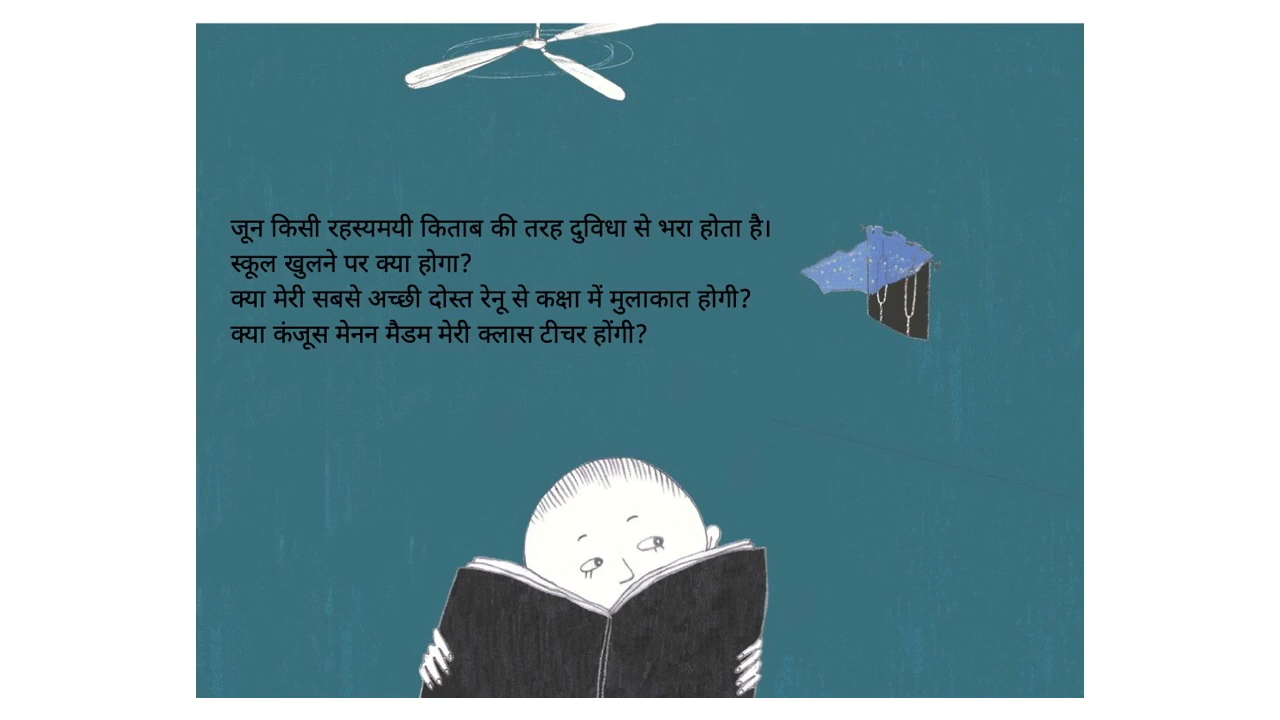 जून किसी रहस्यमयी किताब की तरह दुविधा से भरा होता है।
स्कूल खुलने पर क्या होगा?
क्या मेरी सबसे अच्छी दोस्त रेनू से कक्षा में मुलाकात होगी?
क्या कंजूस मेनन मैडम मेरी क्लास टीचर होंगी?